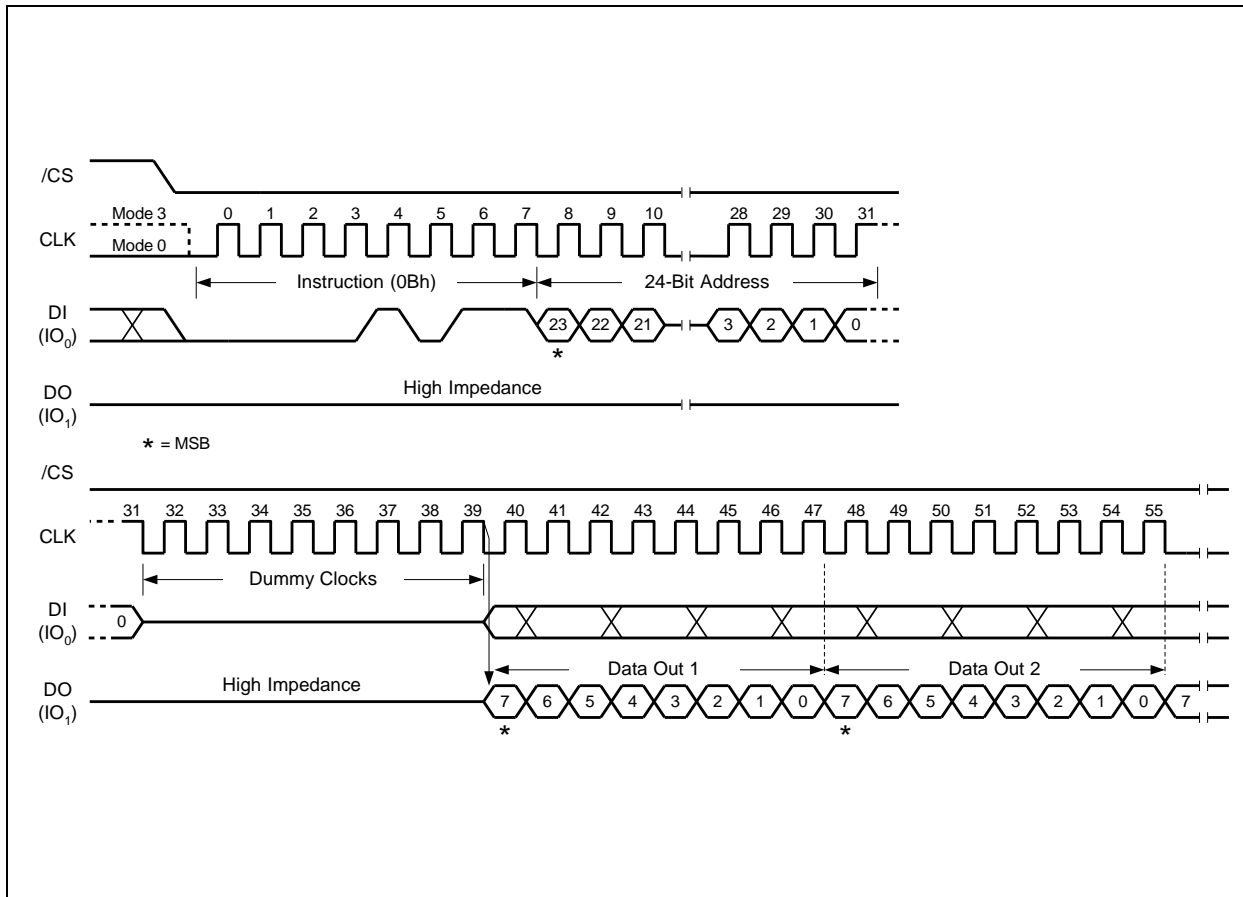 /CS
Mode 3 0 1 2 3 4 5 6 7 8 9 10 28 29 30 31
CLK
Mode 0
Instruction (0Bh) 24-Bit Address
DI
(IO0)
23 22 21 3 2 1 0
*
High Impedance
DO
(IO1)
* = MSB
/CS
31 32 33 34 35 36 37 38 39 40 41 42 43 44 45 46 47 48 49 50 51 52 53 54 55
CLK
Dummy Clocks
DI
(IO0)
0
Data Out 1 Data Out 2
High Impedance
DO
(IO1)
7 6 5 4 3 2 1 0 7 6 5 4 3 2 1 0 7
* *